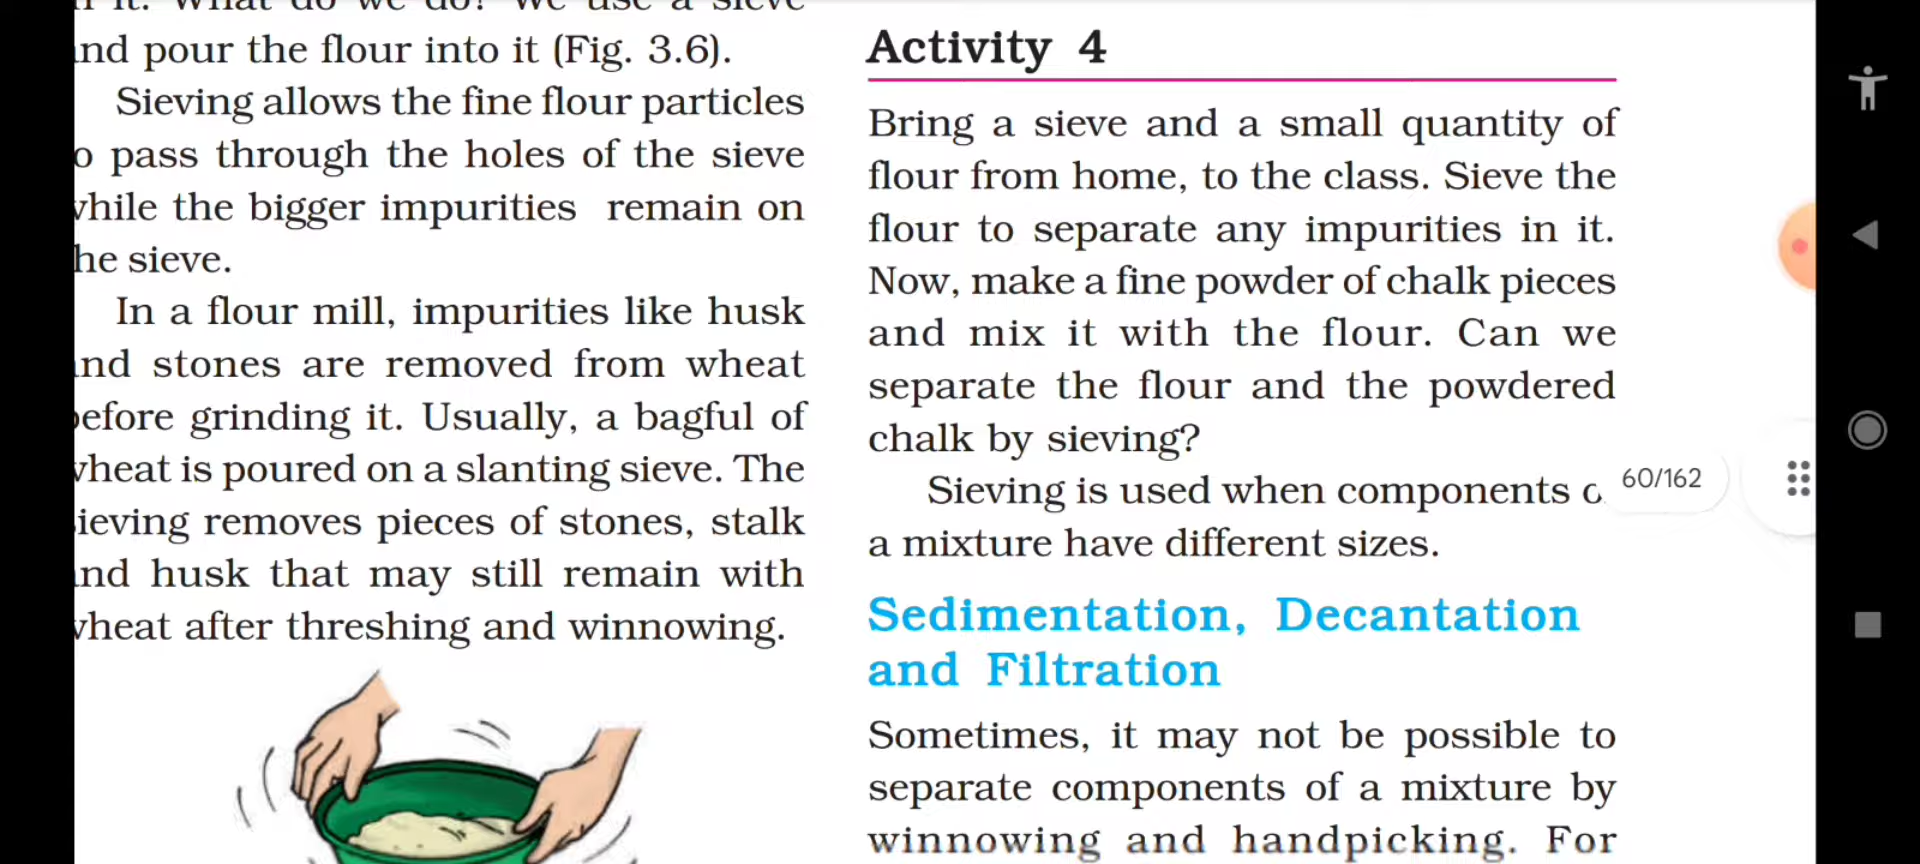 and pour the flour into it (Fig. 3.6).
Sieving allows the fine flour particles
o pass through the holes of the sieve
while the bigger impurities remain on
he sieve.
In a flour mill, impurities like husk
nd stones are removed from wheat
before grinding it. Usually, a bagful of
wheat is poured on a slanting sieve. The
sieving removes pieces of stones, stalk
nd husk that may still remain with
wheat after threshing and winnowing.
Activity 4
Bring a sieve and a small quantity of
flour from home, to the class. Sieve the
flour to separate any impurities in it.
Now, make a fine powder of chalk pieces
and mix it with the flour. Can we
separate the flour and the powdered
chalk by sieving?
Sieving is used when components o
a mixture have different sizes.
Sedimentation, Decantation
and Filtration
Sometimes, it may not be possible to
separate components of a mixture by
winnowing and handpicking. For
60/162